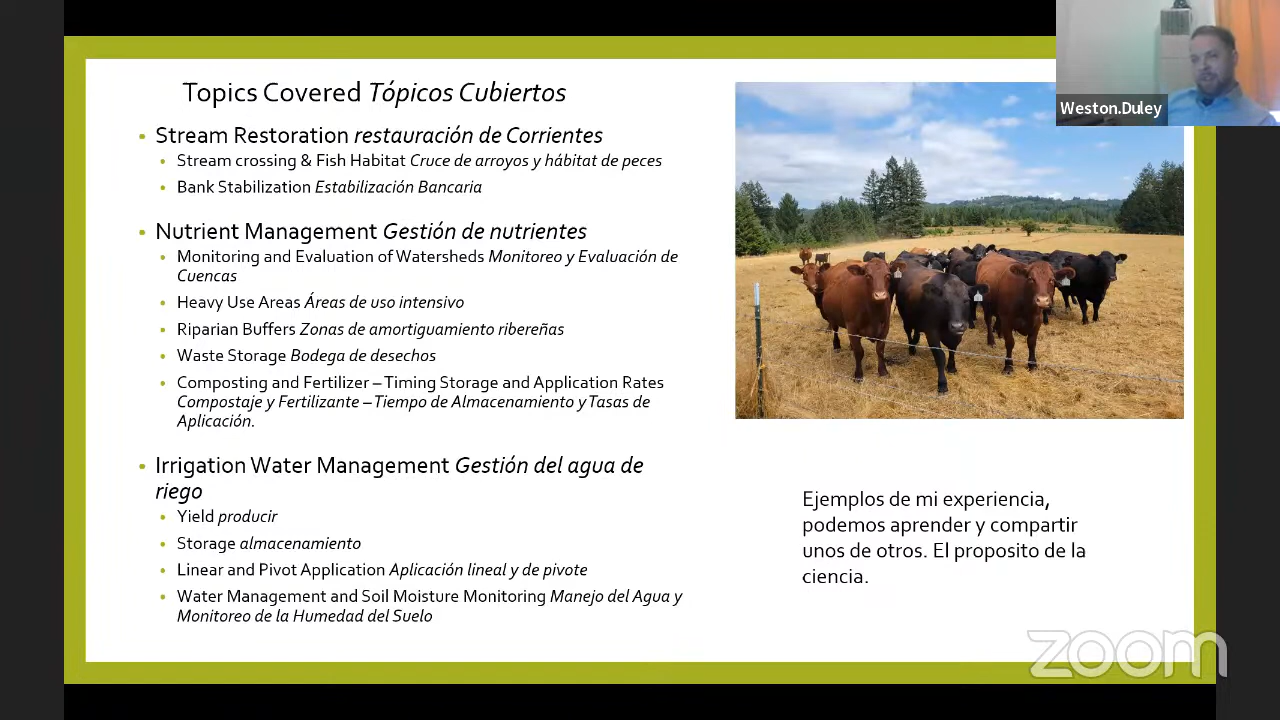 Topics Covered Tópicos Cubiertos
• Stream Restoration restauración de Corrientes
• Stream crossing & Fish Habitat Cruce de arroyos y hábitat de peces
• Bank Stabilization Estabilización Bancaria
• Nutrient Management Gestión de nutrientes
• Monitoring and Evaluation of Watersheds Monitoreo y Evaluación de
Cuencas
• Heavy Use Areas Áreas de uso intensivo
• Riparian Buffers Zonas de amortiguamiento ribereñas
• Waste Storage Bodega de desechos
• Composting and Fertilizer – Timing Storage and Application Rates
Compostaje y Fertilizante – Tiempo de Almacenamiento y Tasas de
Aplicación.
• Irrigation Water Management Gestión del agua de
riego
• Yield producir
• Storage almacenamiento
• Linear and Pivot Application Aplicación lineal y de pivote
• Water Management and Soil Moisture Monitoring Manejo del Agua y
Monitoreo de la Humedad del Suelo
Weston.Duley
Ejemplos de mi experiencia,
podemos aprender y compartir
unos de otros. El proposito de la
ciencia.
zoom